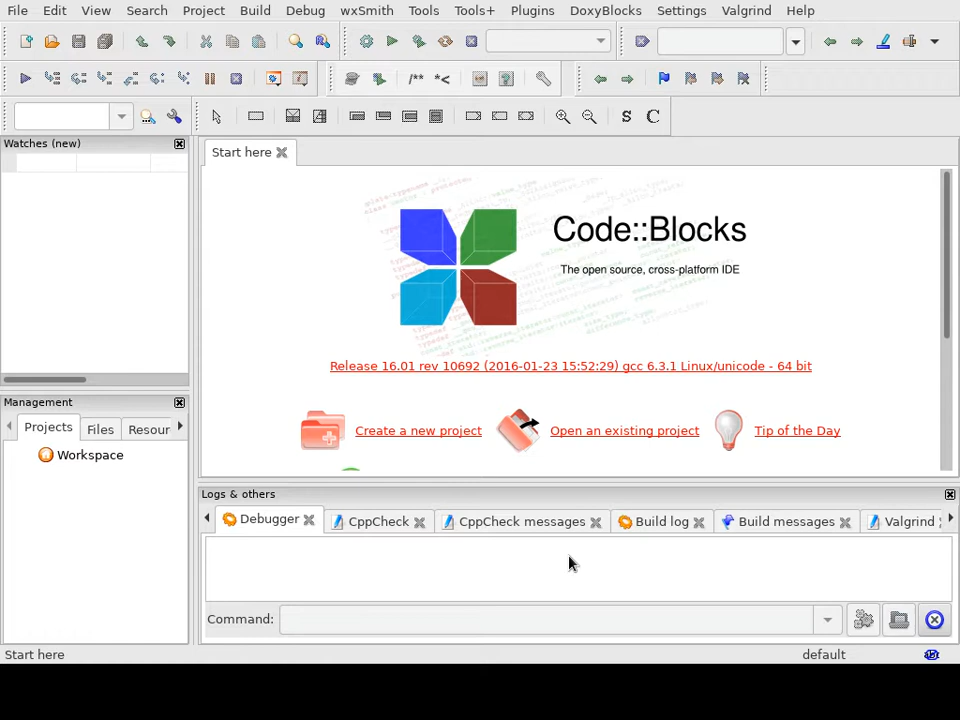 File Edit View Search Project Build Debug wxSmith Tools Tools+ Plugins DoxyBlocks Settings Valgrind Help
/** *<
S C
Watches (new)
Start here
Code::Blocks
The open source, cross-platform IDE
Release 16.01 rev 10692 (2016-01-23 15:52:29) gcc 6.3.1 Linux/unicode - 64 bit
Create a new project Open an existing project Tip of the Day
Management
Projects Files Resour
Workspace
Logs & others
Debugger CppCheck CppCheck messages Build log Build messages Valgrind
Command:
Start here default